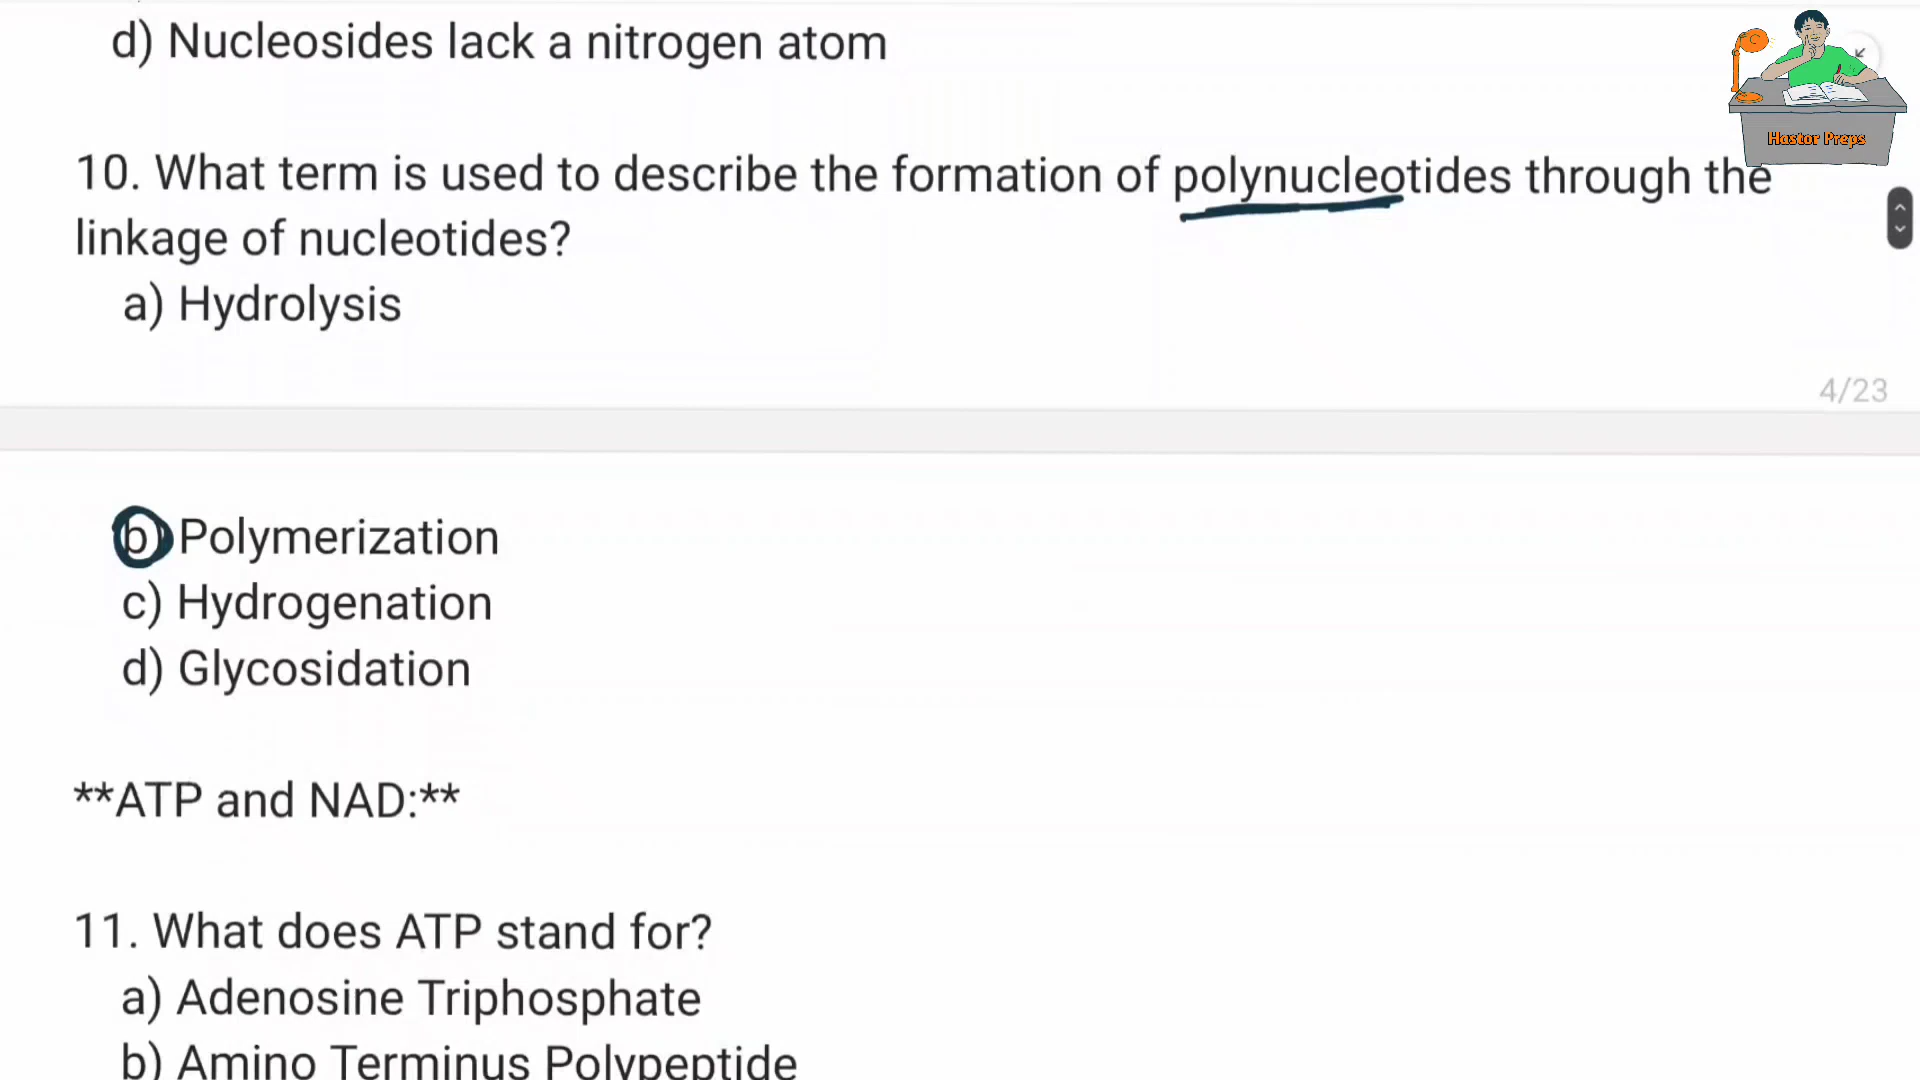 d) Nucleosides lack a nitrogen atom
Hastor Preps
10. What term is used to describe the formation of polynucleotides through the
linkage of nucleotides?
a) Hydrolysis
4/23
b) Polymerization
c) Hydrogenation
d) Glycosidation
**ATP and NAD:**
11. What does ATP stand for?
a) Adenosine Triphosphate
b) Amino Terminus Polypeptide